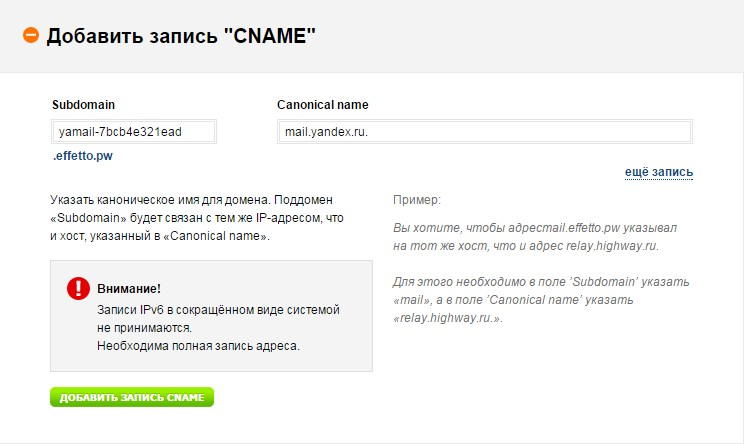 Добавить запись "CNAME"
Subdomain
Canonical name
yamail-7bcb4e321ead
mail.yandex.ru.
.effetto.pw
ещё запись
Указать каноническое имя для домена. Поддомен
«Subdomain» будет связан с тем же IP-адресом, что
и хост, указанный в «Canonical name».
Внимание!
Записи IPv6 в сокращённом виде системой
не принимаются.
Необходима полная запись адреса.
Пример:
Вы хотите, чтобы адресmail.effetto.pw указывал
на тот же хост, что и адрес relay.highway.ru.
Для этого необходимо в поле 'Subdomain' указать
«mail», а в поле 'Canonical name' указать
«relay.highway.ru.».
ДОБАВИТЬ ЗАПИСЬ CNAME